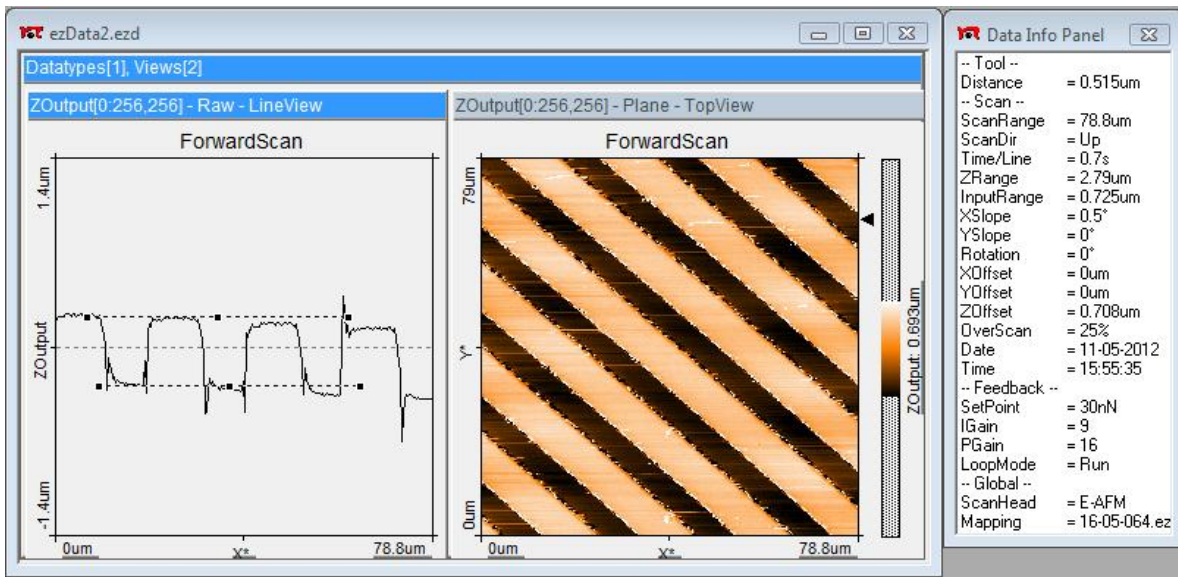 ezData2.ezd
Datatypes[1], Views[2]
ZOutput[0:256,256] - Raw - LineView
ForwardScan
1.4um
ZOutput
-1.4um
0um
X*
78.8um
ZOutput[0:256,256] - Plane - TopView
ForwardScan
79um
Y*
0um
0um
X*
78.8um
ZOutput: 0.693um
Data Info Panel
-- Tool --
Distance = 0.515um
-- Scan --
ScanRange = 78.8um
ScanDir = Up
Time/Line = 0.7s
ZRange = 2.79um
InputRange = 0.725um
XSlope = 0.5°
YSlope = 0°
Rotation = 0°
XOffset = 0um
YOffset = 0um
ZOffset = 0.708um
OverScan = 25%
Date = 11-05-2012
Time = 15:55:35
-- Feedback --
SetPoint = 30nN
IGain = 9
PGain = 16
LoopMode = Run
-- Global --
ScanHead = E-AFM
Mapping = 16-05-064.ez